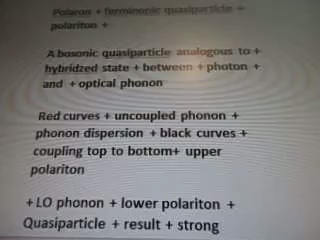 Polaron + fermionic quasiparticle +
polariton +
A bosonic quasiparticle analogous to +
hybridzed state + between + photon +
and + optical phonon
Red curves + uncoupled phonon +
phonon dispersion + black curves +
coupling top to bottom+ upper
polariton
+ LO phonon + lower polariton +
Quasiparticle + result + strong